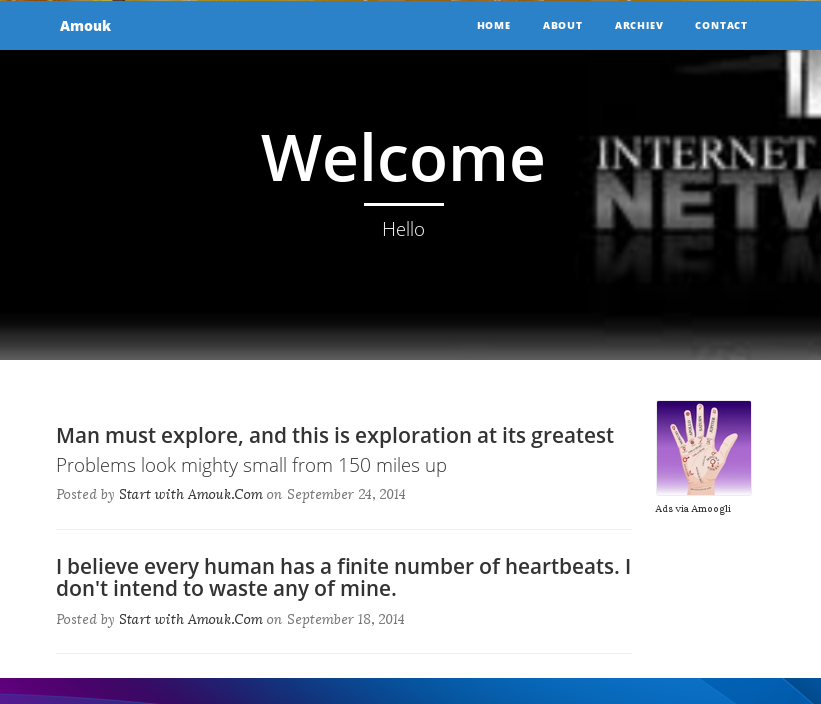 Amouk
HOME ABOUT ARCHIEV CONTACT
Welcome
Hello
INTERNET
Man must explore, and this is exploration at its greatest
Problems look mighty small from 150 miles up
Posted by Start with Amouk.Com on September 24, 2014
Ads via Amoogli
I believe every human has a finite number of heartbeats. I
don't intend to waste any of mine.
Posted by Start with Amouk.Com on September 18, 2014